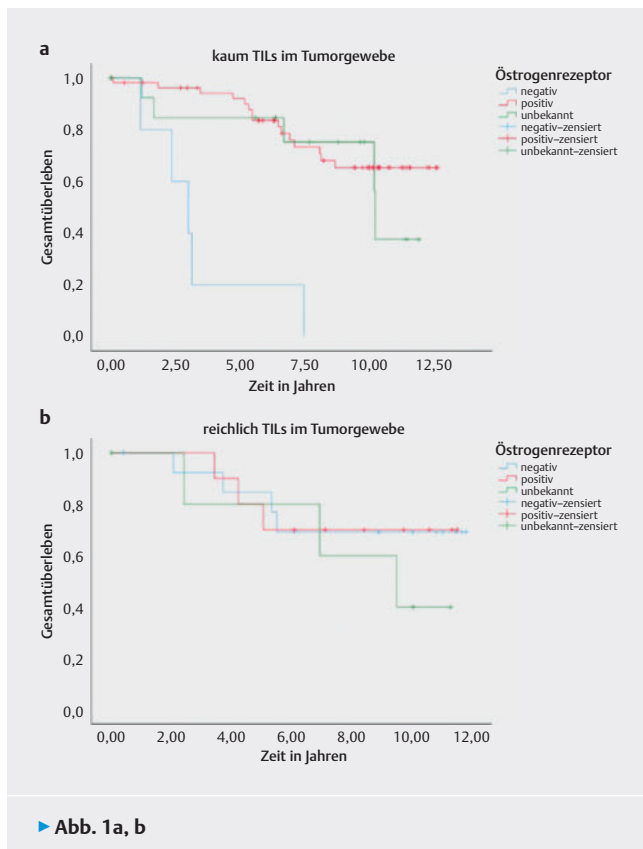 a
kaum TILs im Tumorgewebe
1,0
0,8
0,6
0,4
0,2
0,0
Gesamtüberleben
0,00 2,50 5,00 7,50 10,00 12,50
Zeit in Jahren
Östrogenrezeptor
negativ
positiv
unbekannt
negativ–zensiert
positiv–zensiert
unbekannt–zensiert
b
reichlich TILs im Tumorgewebe
1,0
0,8
0,6
0,4
0,2
0,0
Gesamtüberleben
0,00 2,00 4,00 6,00 8,00 10,00 12,00
Zeit in Jahren
Östrogenrezeptor
negativ
positiv
unbekannt
negativ–zensiert
positiv–zensiert
unbekannt–zensiert
► Abb. 1a, b